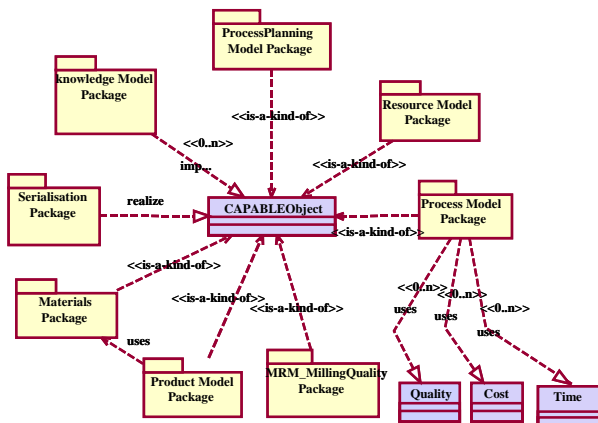 ProcessPlanning
Model Package
knowledge Model
Package
<<is-a-kind-of>>
Resource Model
Package
<<0..n>>
imp...
<<is-a-kind-of>>
Serialisation
Package
realize
CAPABLEObject
Process Model
Package
<<is-a-kind-of>>
<<is-a-kind-of>>
<<is-a-kind-of>>
<<is-a-kind-of>>
Materials
Package
uses
Product Model
Package
MRM_MillingQuality
Package
<<0..n>>
uses
<<0..n>>
uses
<<0..n>>
uses
Quality
Cost
Time